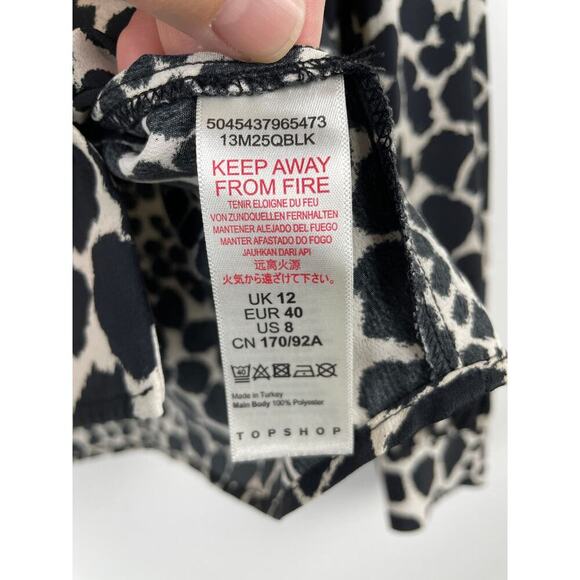 5045437965473
13M25QBLK
KEEP AWAY
FROM FIRE
TENIR ELOIGNE DU FEU
VON ZUNDQUELLEN FERNHALTEN
MANTENER ALEJADO DEL FUEGO
MANTER AFASTADO DO FOGO
JAUHKAN DARI API
远离火源
火気から遠ざけて下さい。
UK 12
EUR 40
US 8
CN 170/92A
40
Made in Turkey
Main Body 100% Polyester
TOPSHOP